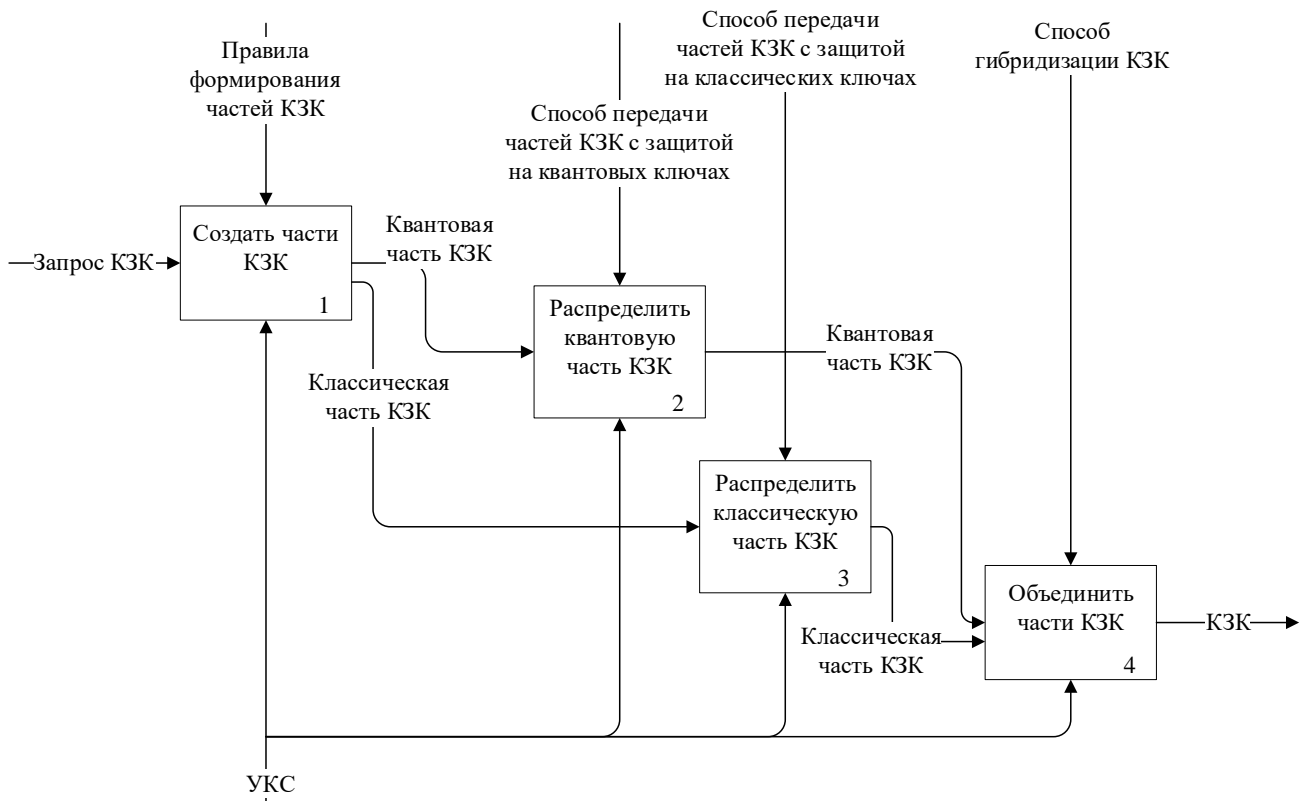 Правила
формирования
частей КЗК
Способ передачи
частей КЗК с защитой
на квантовых ключах
Способ передачи
частей КЗК с защитой
на классических ключах
Способ
гибридизации КЗК
Запрос КЗК
Создать части
КЗК
1
Квантовая
часть КЗК
Классическая
часть КЗК
Распределить
квантовую
часть КЗК
2
Квантовая
часть КЗК
Распределить
классическую
часть КЗК
3
Классическая
часть КЗК
Объединить
части КЗК
4
КЗК
УКС